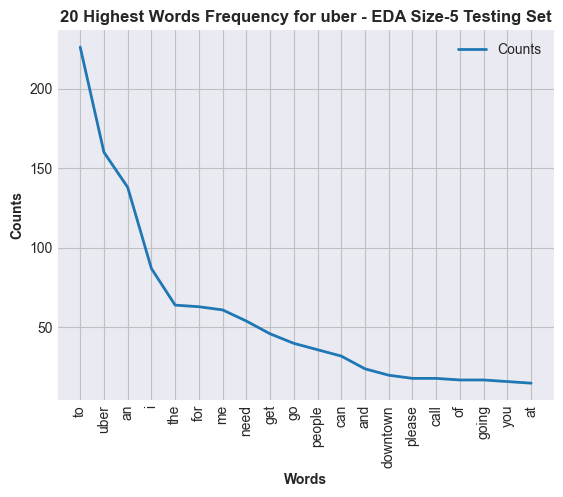 20 Highest Words Frequency for uber - EDA Size-5 Testing Set
Counts
200
150
100
50
Counts
to
uber
an
i
the
for
me
need
get
go
people
can
and
downtown
please
call
of
going
you
at
Words